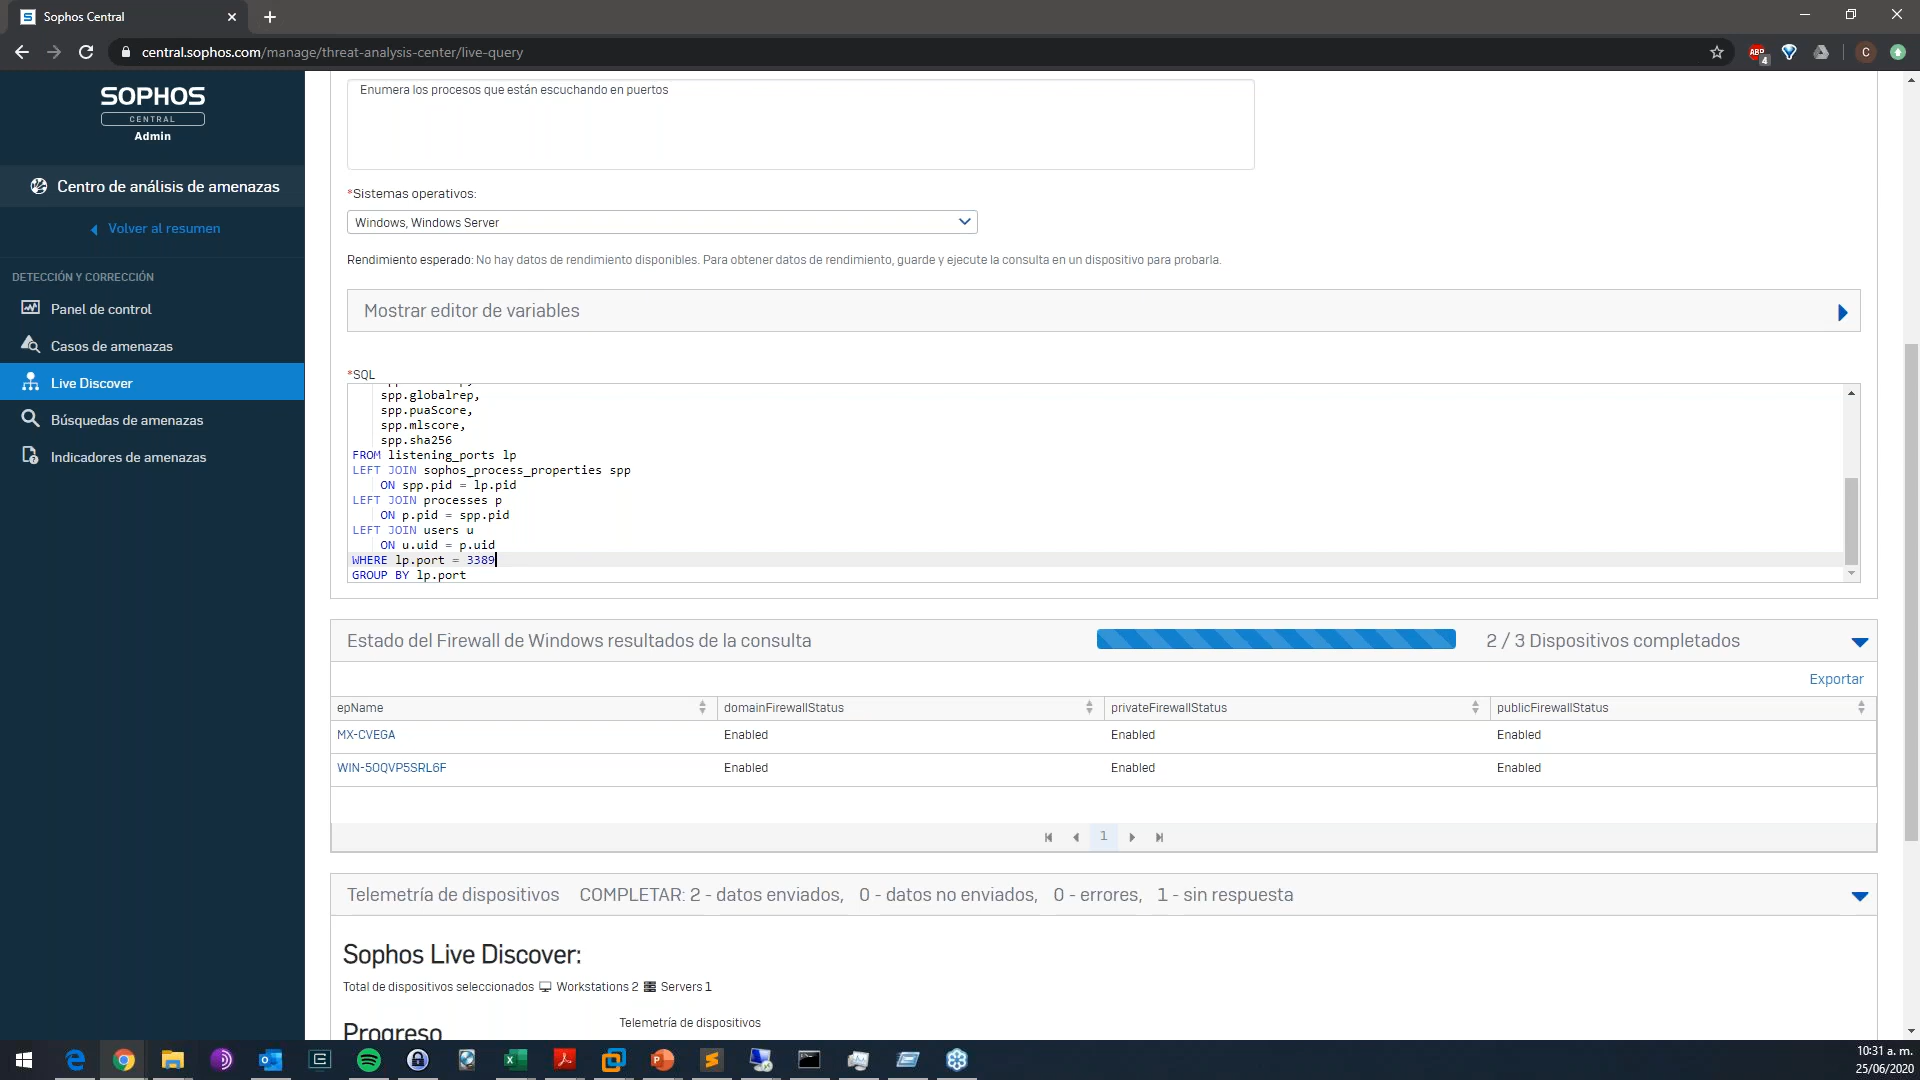 Sophos Central
central.sophos.com/manage/threat-analysis-center/live-query
ABP
4
C
SOPHOS
CENTRAL
Admin
Centro de análisis de amenazas
Volver al resumen
DETECCIÓN Y CORRECCIÓN
Panel de control
Casos de amenazas
Live Discover
Búsquedas de amenazas
Indicadores de amenazas
Enumera los procesos que están escuchando en puertos
*Sistemas operativos:
Windows, Windows Server
Rendimiento esperado: No hay datos de rendimiento disponibles. Para obtener datos de rendimiento, guarde y ejecute la consulta en un dispositivo para probarla.
Mostrar editor de variables
*SQL
spp.globalrep,
spp.puaScore,
spp.mlscore,
spp.sha256
FROM listening_ports lp
LEFT JOIN sophos_process_properties spp
ON spp.pid = lp.pid
LEFT JOIN processes p
ON p.pid = spp.pid
LEFT JOIN users u
ON u.uid = p.uid
WHERE lp.port = 3389
GROUP BY lp.port
Estado del Firewall de Windows resultados de la consulta
2 / 3 Dispositivos completados
Exportar
epName domainFirewallStatus privateFirewallStatus publicFirewallStatus
MX-CVEGA Enabled Enabled Enabled
WIN-50QVP5SRL6F Enabled Enabled Enabled
1
Telemetría de dispositivos COMPLETAR: 2 - datos enviados, 0 - datos no enviados, 0 - errores, 1 - sin respuesta
Sophos Live Discover:
Total de dispositivos seleccionados Workstations 2 Servers 1
Progreso
Telemetría de dispositivos
10:31 a. m.
25/06/2020